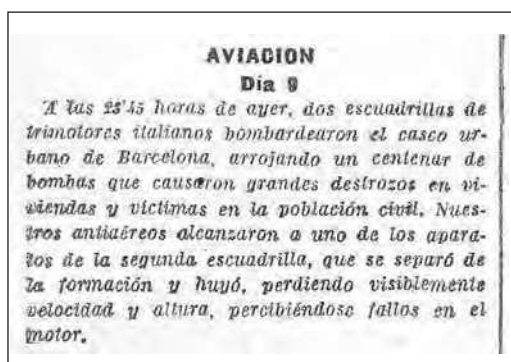 AVIACION
Día 9
A las 23'45 horas de ayer, dos escuadrillas de
trimotores italianos bombardearon el casco ur-
bano de Barcelona, arrojando un centenar de
bombas que causaron grandes destrozos en vi-
viendas y víctimas en la población civil. Nues-
tros antiaéreos alcanzaron a uno de los apara-
tos de la segunda escuadrilla, que se separó de
la formación y huyó, perdiendo visiblemente
velocidad y altura, percibiéndose fallos en el
motor.